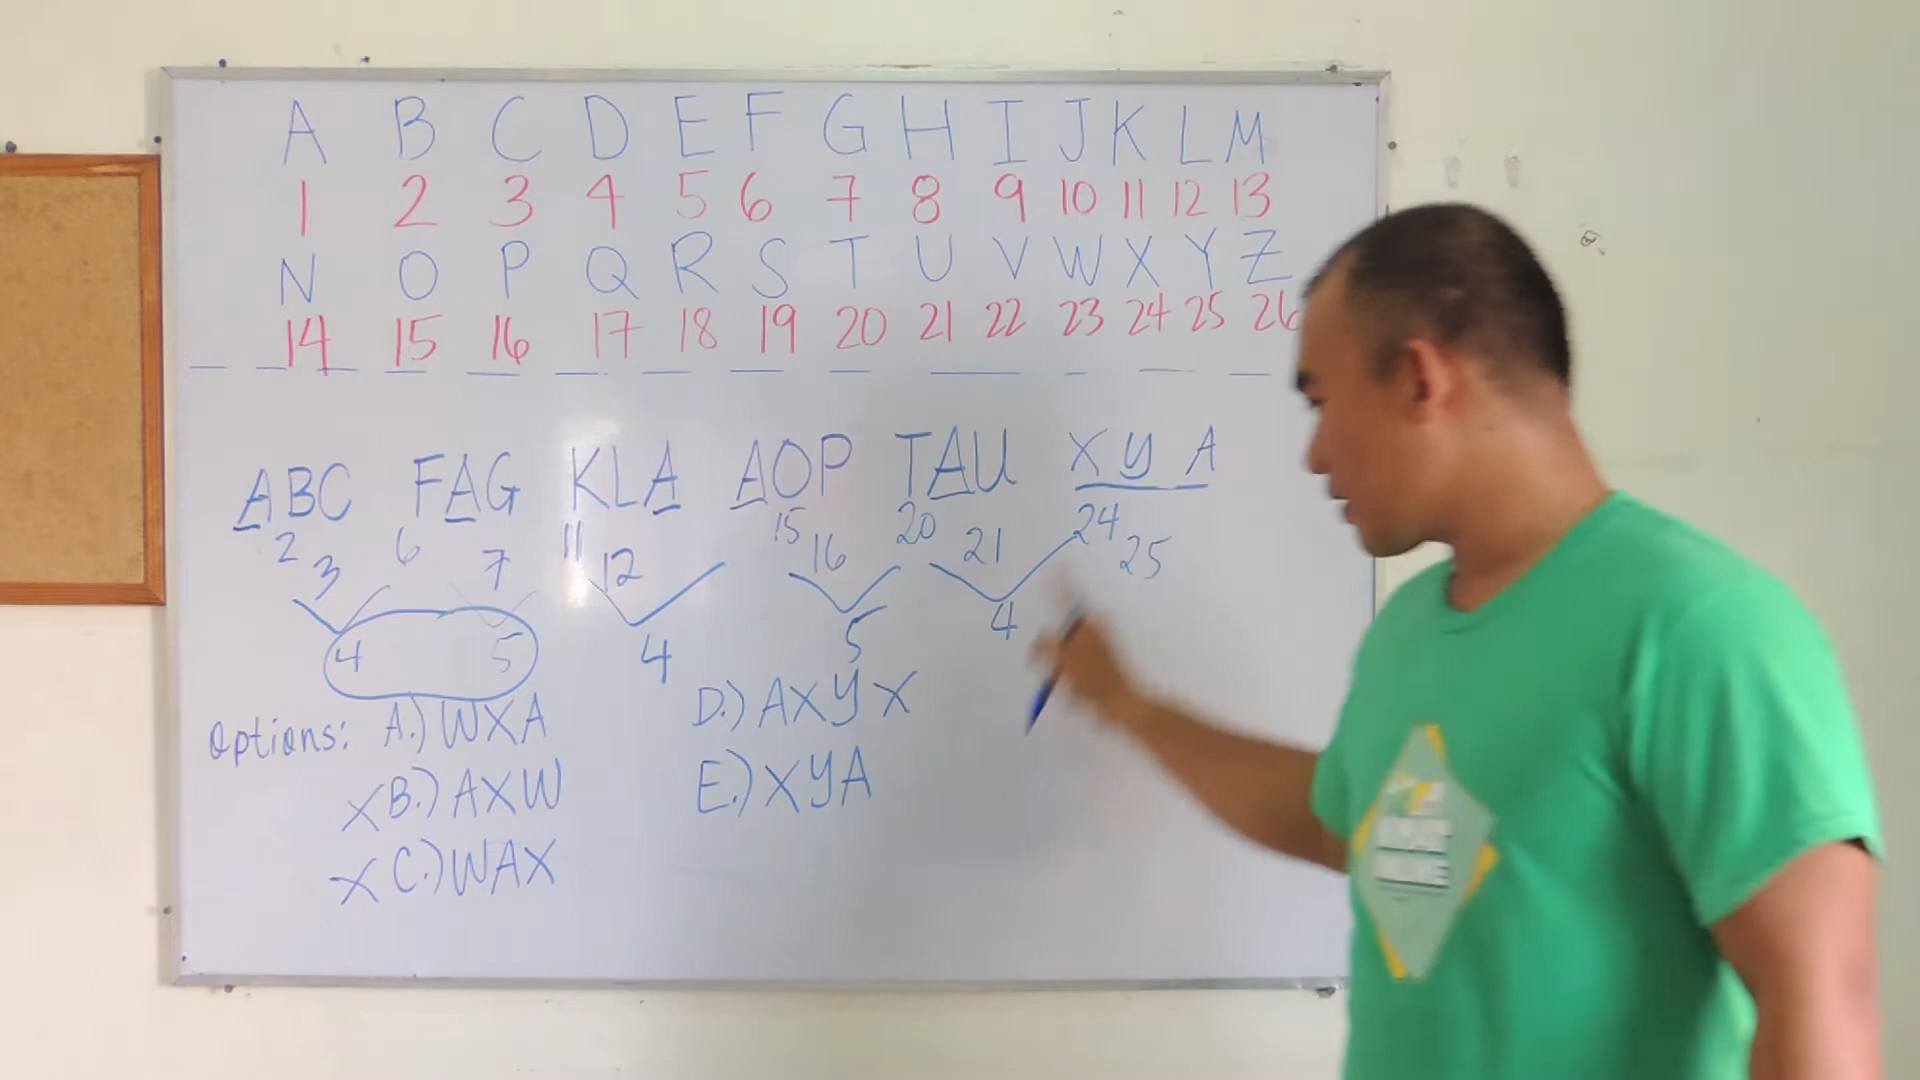 A B C D E F G H I J K L M
1 2 3 4 5 6 7 8 9 10 11 12 13
N O P Q R S T U V W X Y Z
14 15 16 17 18 19 20 21 22 23 24 25 26
ABC FAG KLA AOP TAU XYA
2 3 6 7 11 12 15 16 20 21 24 25
4 5 4 5 4
Options: A.) WXA D.) AXYX
X B.) AXW E.) XYA
X C.) WAX